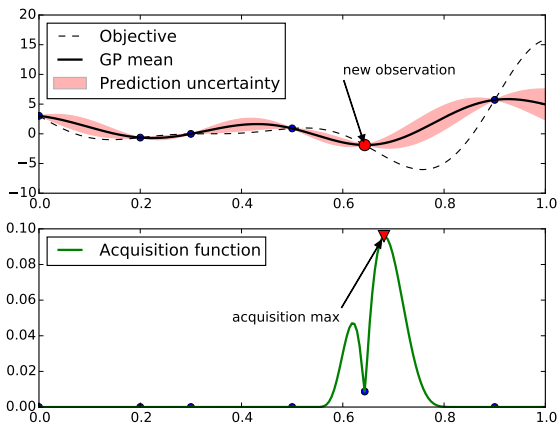 20
15
10
5
0
−5
−10
Objective
GP mean
Prediction uncertainty
new observation
0.0 0.2 0.4 0.6 0.8 1.0
0.10
0.08
0.06
0.04
0.02
0.00
Acquisition function
acquisition max
0.0 0.2 0.4 0.6 0.8 1.0